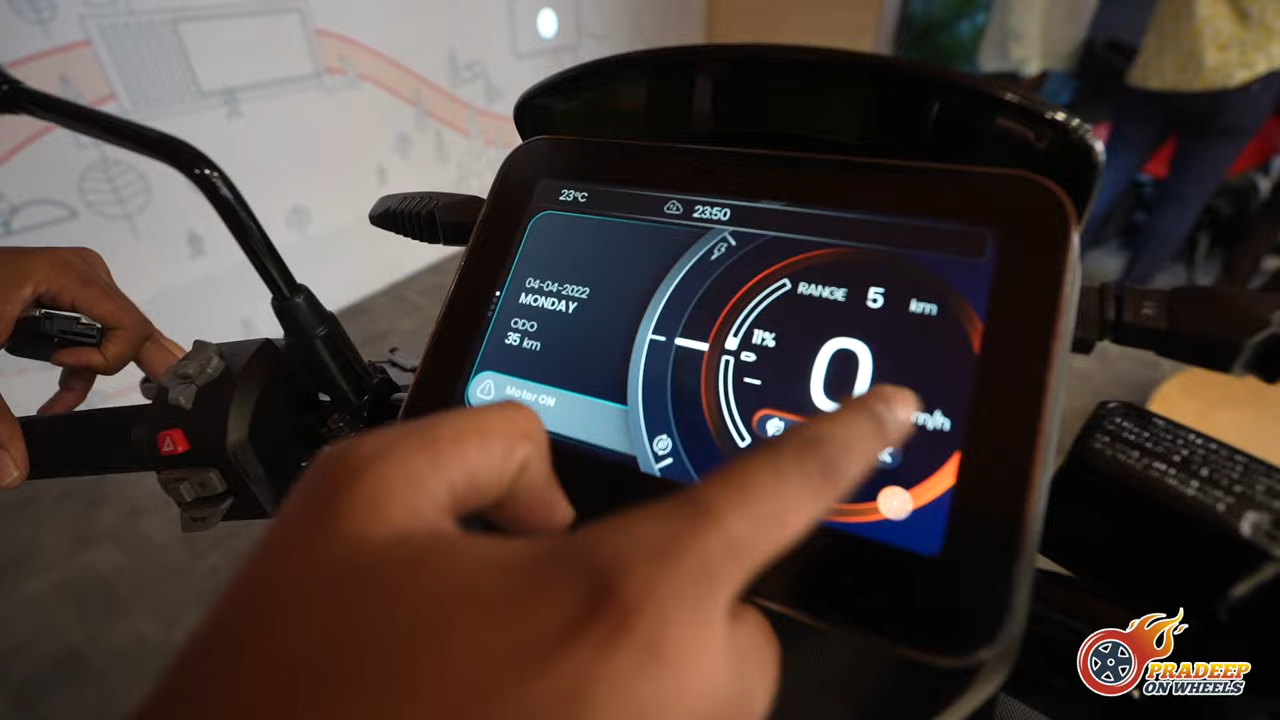 23°C
23:50
04-04-2022
MONDAY
ODO
35 km
Motor ON
RANGE 5 km
11%
0
m/h
PRADEEP
ON WHEELS